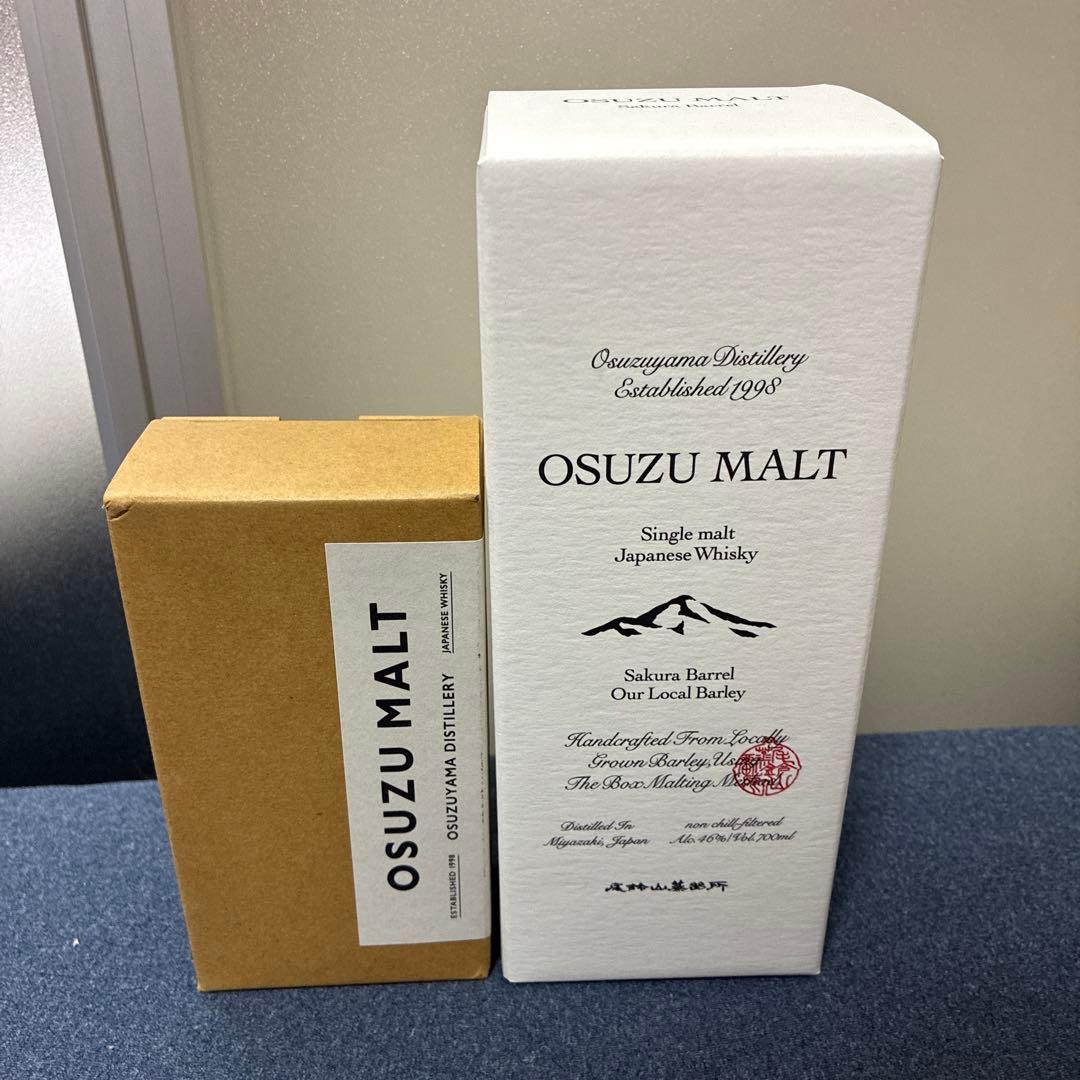 OSUZU MALT
Sakura Barrel
Osuzuyama Distillery
Established 1998
OSUZU MALT
Single malt
Japanese Whisky
Sakura Barrel
Our Local Barley
Handcrafted From Locally
Grown Barley, Using
The Box Malting
Distilled In
Miyazaki, Japan
non chill-filtered
Alc. 46%/Vol. 700ml
尾鈴山蒸留所
OSUZU MALT
ESTABLISHED 1998 OSUZUYAMA DISTILLERY JAPANESE WHISKY